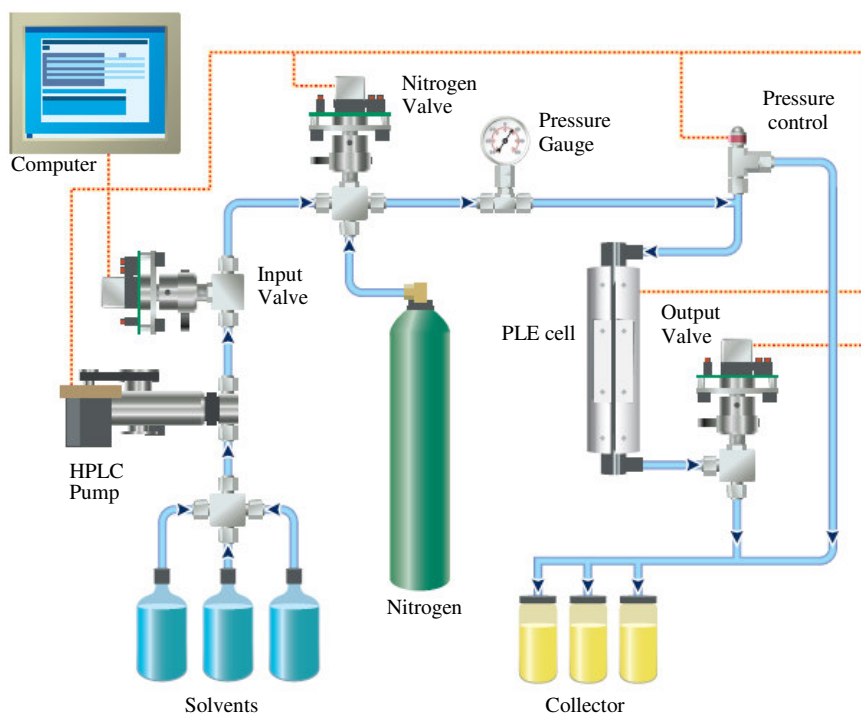 Computer
Nitrogen
Valve
Pressure
Gauge
Pressure
control
Input
Valve
PLE cell
Output
Valve
HPLC
Pump
Nitrogen
Solvents
Collector